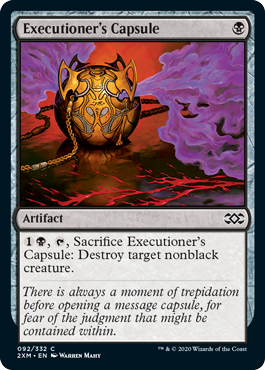 Executioner's Capsule
Artifact
1 B, T, Sacrifice Executioner's
Capsule: Destroy target nonblack
creature.
There is always a moment of trepidation
before opening a message capsule, for
fear of the judgment that might be
contained within.
092/332 C
2XM • EN Warren Mahy
™ & © 2020 Wizards of the Coast